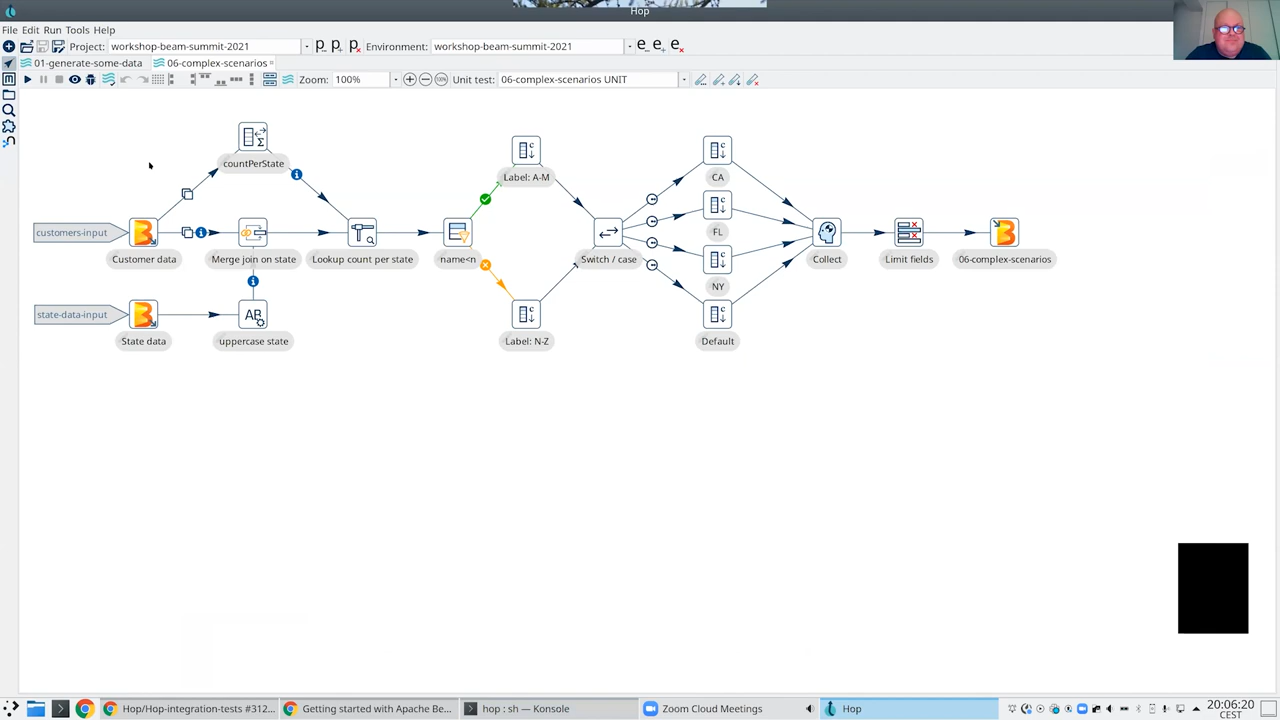 Hop
File Edit Run Tools Help
Project: workshop-beam-summit-2021 Environment: workshop-beam-summit-2021
01-generate-some-data 06-complex-scenarios
Zoom: 100% 100% Unit test: 06-complex-scenarios UNIT
countPerState
Label: A-M
CA
customers-input
Customer data
Merge join on state
Lookup count per state
name<n
Switch / case
FL
Collect
Limit fields
06-complex-scenarios
NY
state-data-input
State data
AB
uppercase state
Label: N-Z
Default
Hop/Hop-integration-tests #312... Getting started with Apache Be... hop : sh — Konsole Zoom Cloud Meetings Hop 20:06:20
CEST